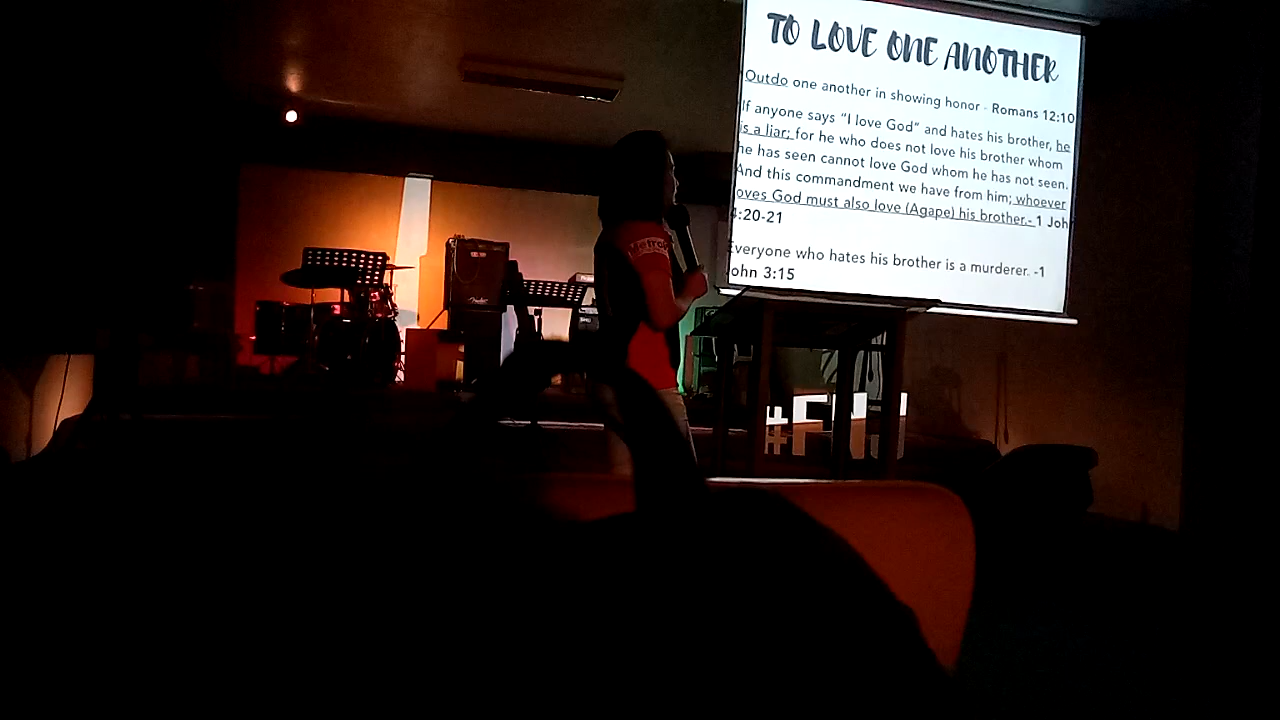 TO LOVE ONE ANOTHER
Outdo one another in showing honor - Romans 12:10
If anyone says "I love God" and hates his brother, he
is a liar; for he who does not love his brother whom
he has seen cannot love God whom he has not seen.
And this commandment we have from him; whoever
oves God must also love (Agape) his brother.- 1 Joh
4:20-21
Everyone who hates his brother is a murderer. -1
John 3:15
Fender